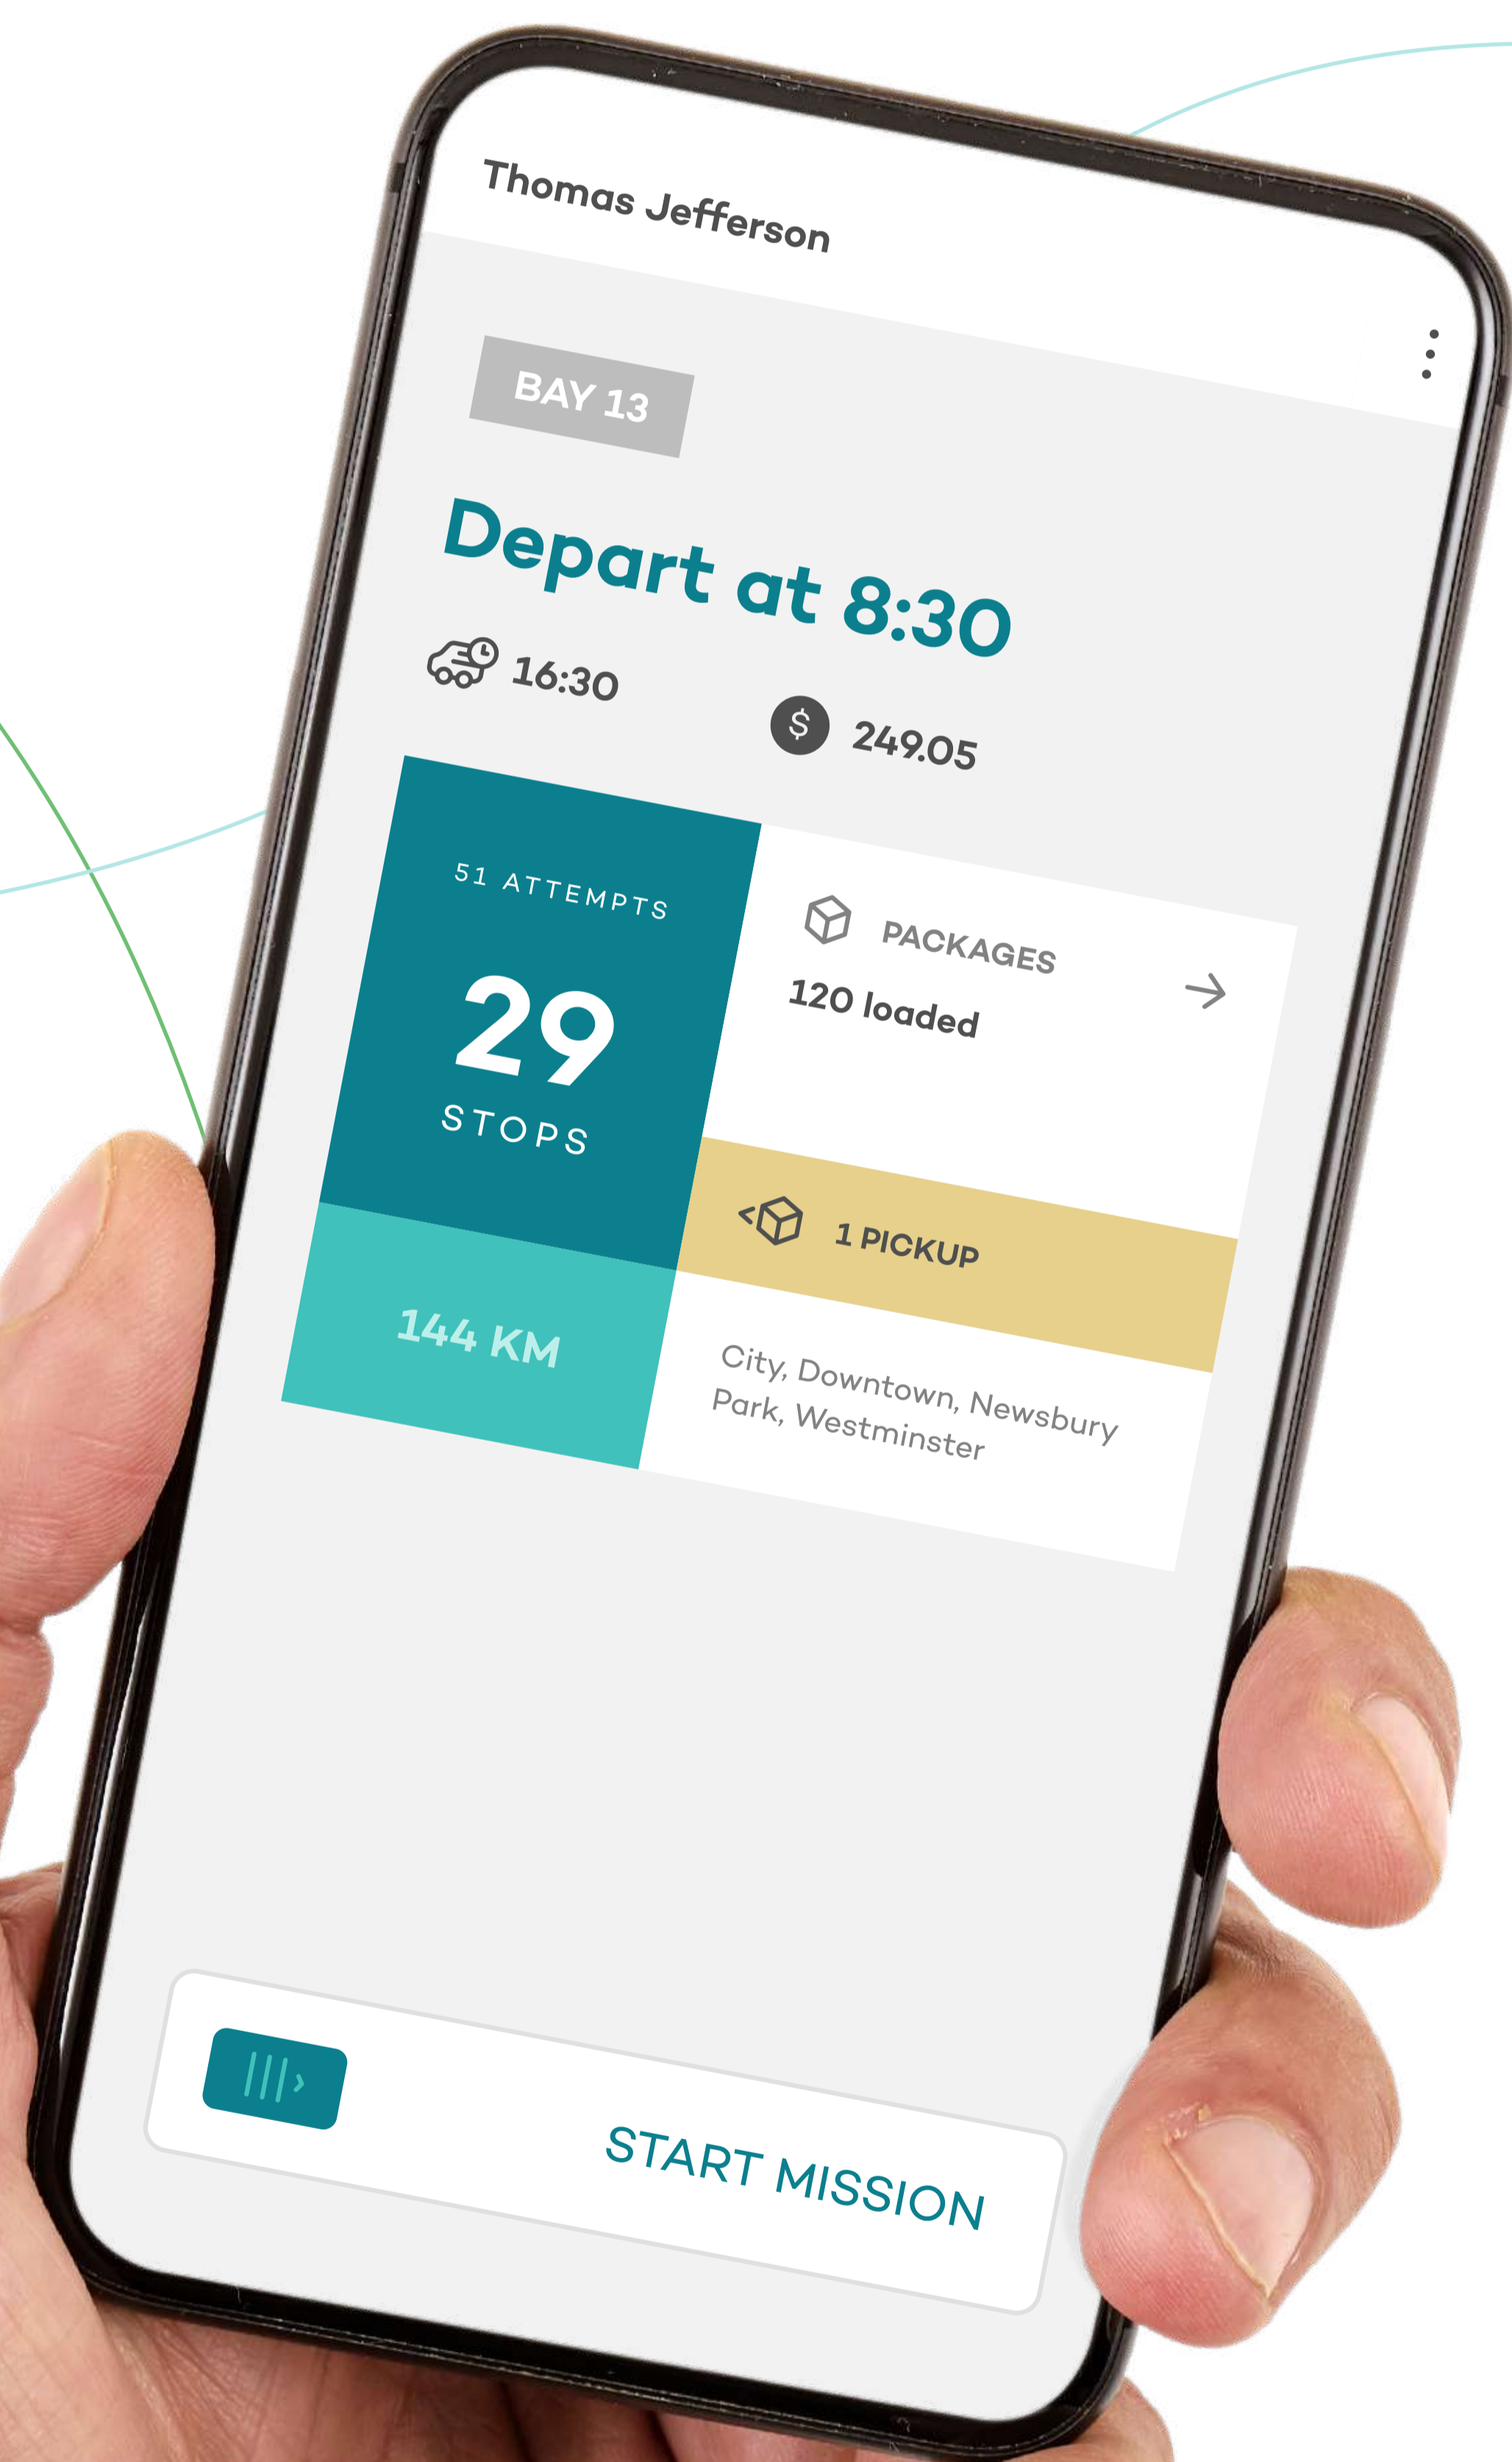 Thomas Jefferson
BAY 13
Depart at 8:30
16:30
$ 249.05
51 ATTEMPTS
29
STOPS
PACKAGES
120 loaded
1 PICKUP
144 KM
City, Downtown, Newsbury
Park, Westminster
START MISSION